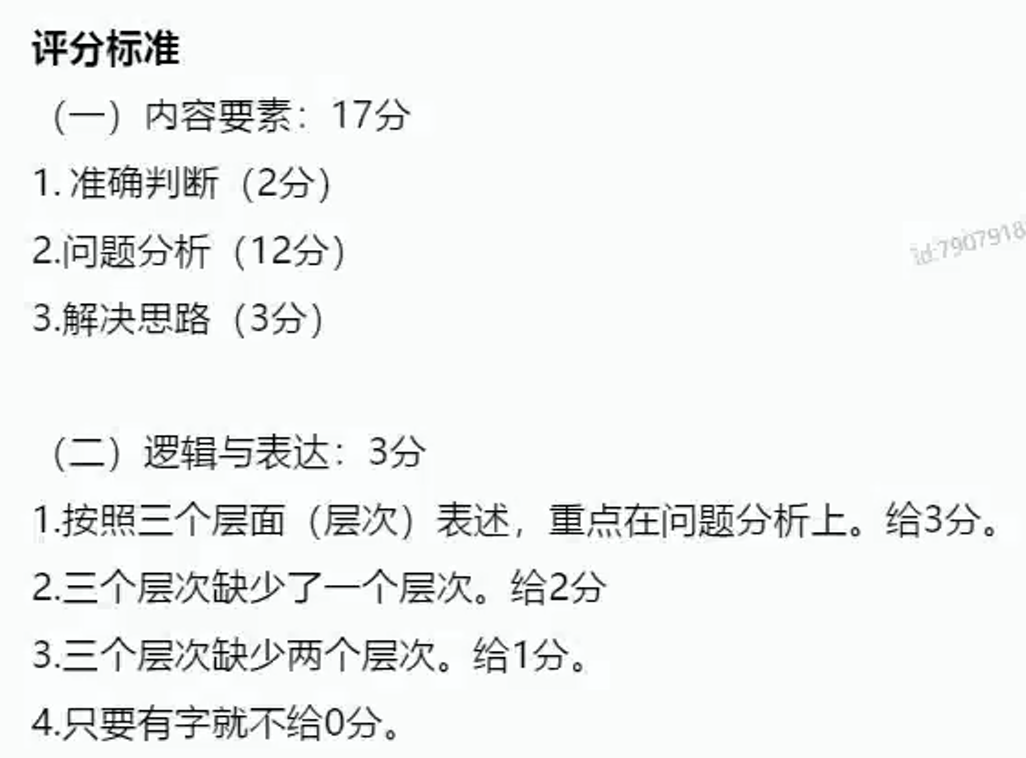 评分标准
（一）内容要素：17分
1. 准确判断（2分）
2.问题分析（12分）
id:7907918
3.解决思路（3分）
（二）逻辑与表达：3分
1.按照三个层面（层次）表述，重点在问题分析上。给3分。
2.三个层次缺少了一个层次。给2分
3.三个层次缺少两个层次。给1分。
4.只要有字就不给0分。